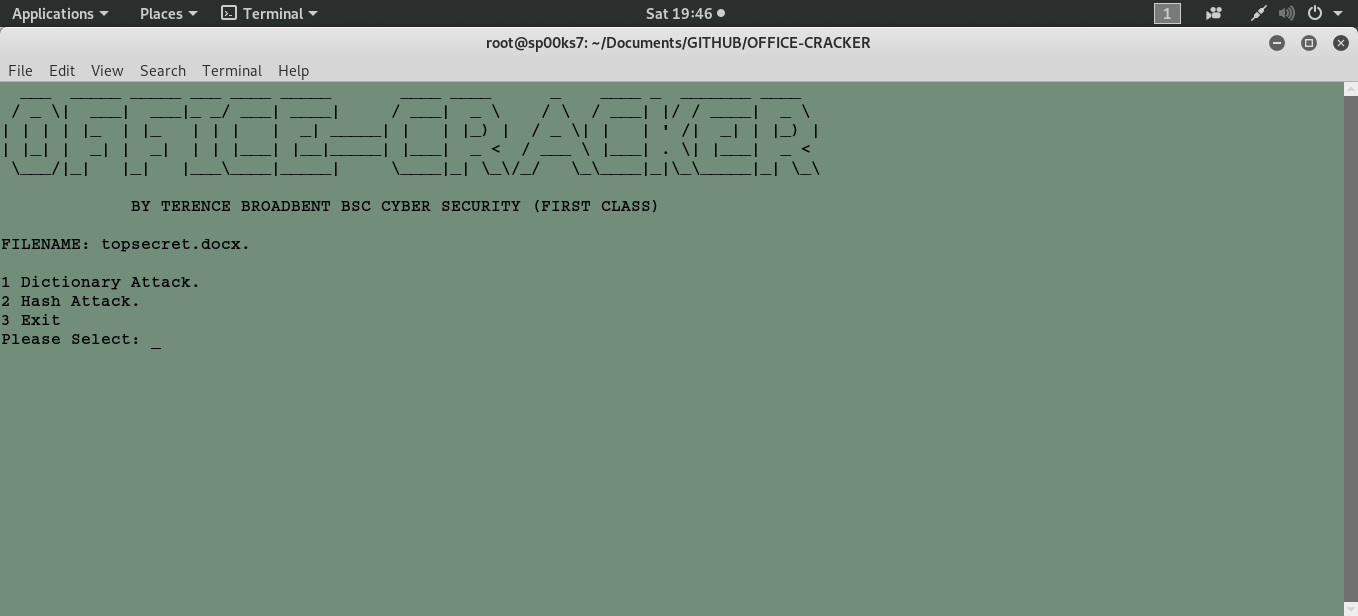 Applications Places Terminal Sat 19:46 1
root@sp00ks7: ~/Documents/GITHUB/OFFICE-CRACKER
File Edit View Search Terminal Help
OFFICE-CRACKER
BY TERENCE BROADBENT BSC CYBER SECURITY (FIRST CLASS)
FILENAME: topsecret.docx.
1 Dictionary Attack.
2 Hash Attack.
3 Exit
Please Select: _